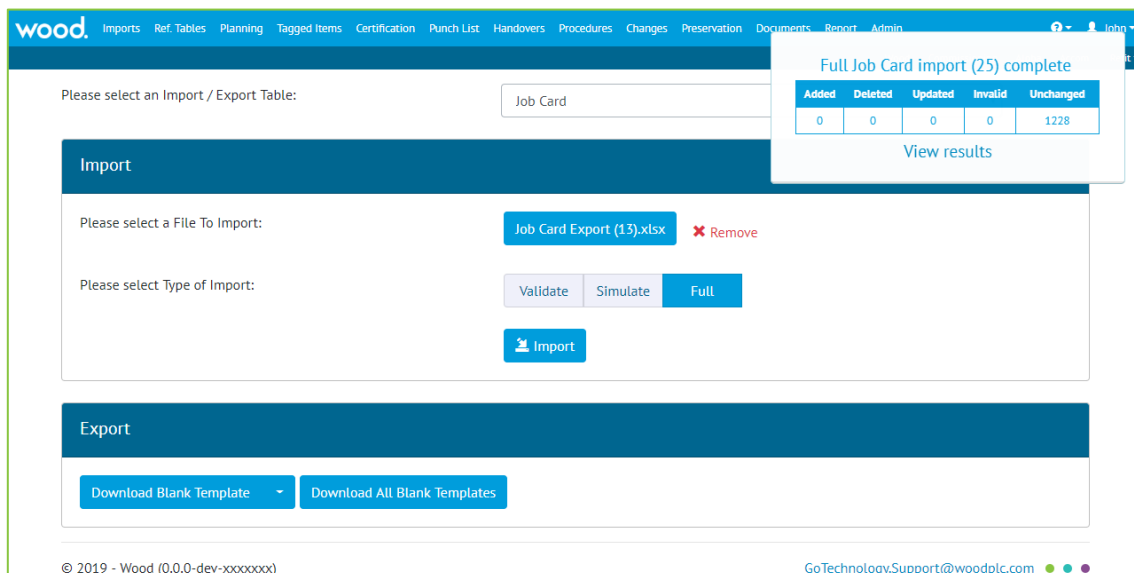 wood. Imports Ref. Tables Planning Tagged Items Certification Punch List Handovers Procedures Changes Preservation Documents Report Admin John
Full Job Card import (25) complete
Added Deleted Updated Invalid Unchanged
0 0 0 0 1228
View results
Please select an Import / Export Table:
Job Card
Import
Please select a File To Import:
Job Card Export (13).xlsx
Remove
Please select Type of Import:
Validate Simulate Full
Import
Export
Download Blank Template
Download All Blank Templates
© 2019 - Wood (0.0.0-dev-xxxxxxx)
GoTechnology.Support@woodplc.com